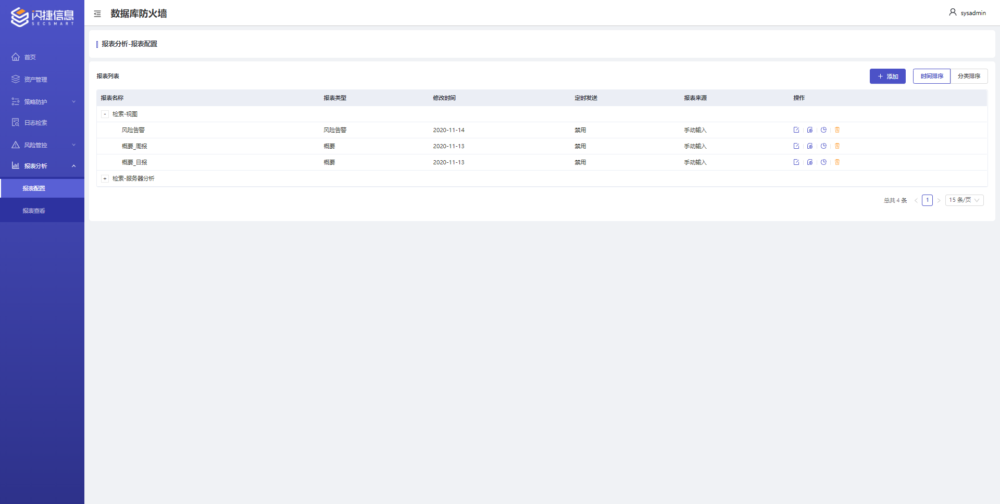 闪捷信息
SECSMART
数据库防火墙
sysadmin
首页
资产管理
策略防护
日志检索
风险管控
报表分析
报表配置
报表查看
报表分析-报表配置
报表列表
+ 添加 时间排序 分类排序
报表名称 报表类型 修改时间 定时发送 报表来源 操作
- 检索-视图
风险告警 风险告警 2020-11-14 禁用 手动输入
概要_周报 概要 2020-11-13 禁用 手动输入
概要_日报 概要 2020-11-13 禁用 手动输入
+ 检索-服务器分析
总共 4 条 < 1 > 15 条/页